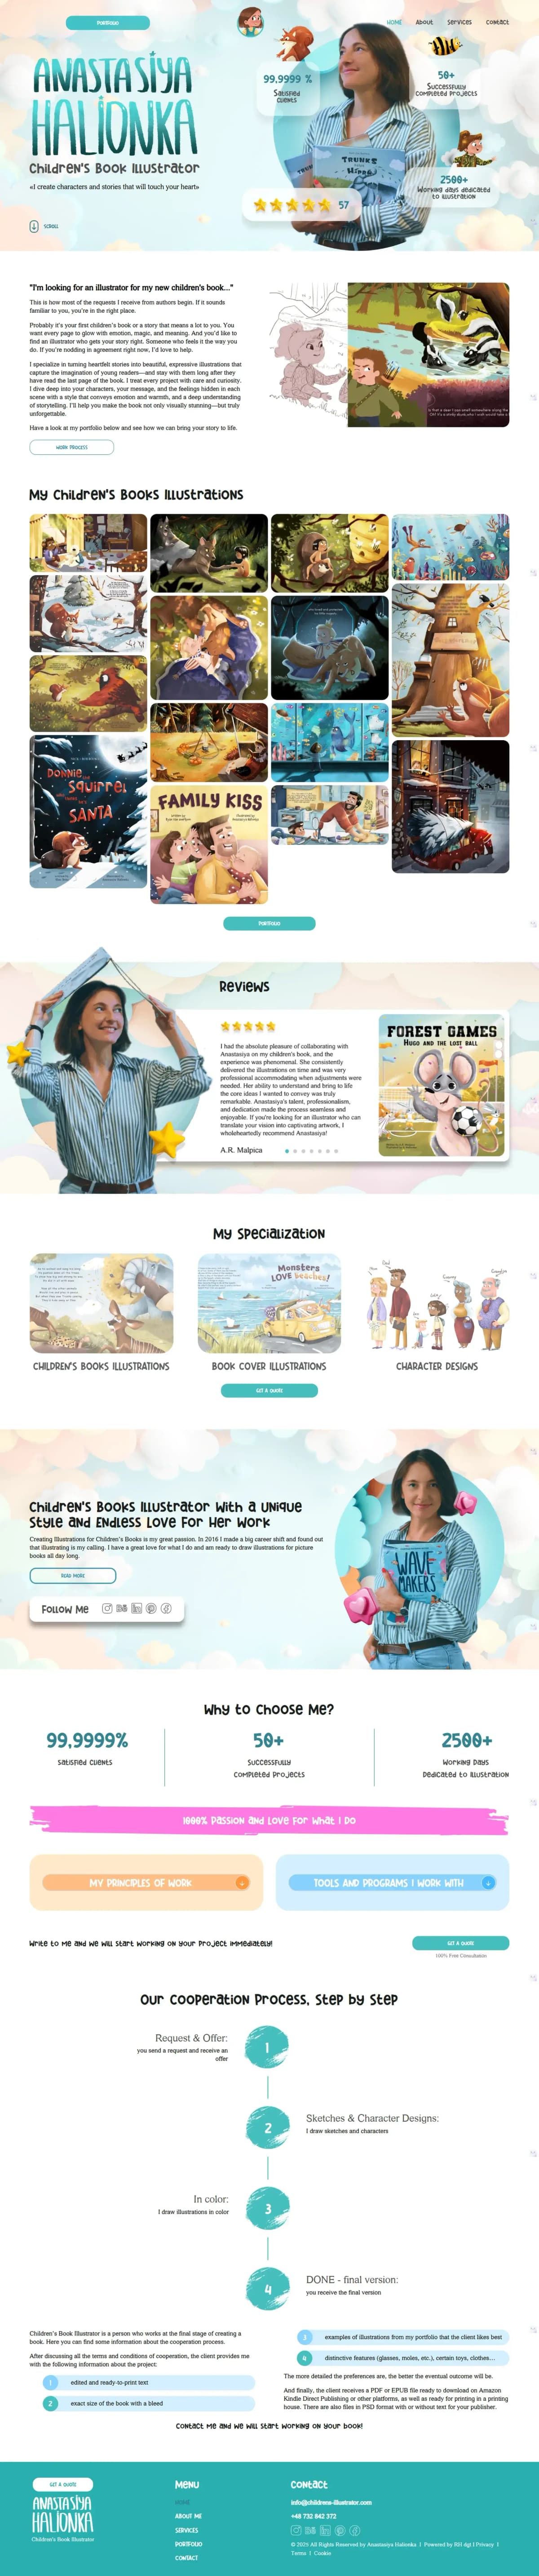 PORTFOLIO
HOME
About
Services
Contact
ANASTASIYA
HALIONKA
Children's Book Illustrator
«I create characters and stories that will touch your heart»
SCROLL
99.9999 %
Satisfied
clients
50+
Successfully
completed projects
2500+
Working days dedicated
to illustration
57
"I'm looking for an illustrator for my new children's book..."
This is how most of the requests I receive from authors begin. If it sounds
familiar to you, you're in the right place.
Probably it's your first children's book or a story that means a lot to you. You
want every page to glow with emotion, magic, and meaning. And you'd like to
find an illustrator who gets your story right. Someone who feels it the way you
do. If you're nodding in agreement right now, I'd love to help.
I specialize in turning heartfelt stories into beautiful, expressive illustrations that
capture the imagination of young readers—and stay with them long after they
have read the last page of the book. I treat every project with care and curiosity.
I dive deep into your characters, your message, and the feelings hidden in each
scene with a style that conveys emotion and warmth, and a deep understanding
of storytelling. I'll help you make the book not only visually stunning—but truly
unforgettable.
Have a look at my portfolio below and see how we can bring your story to life.
WORK PROCESS
My Children's Books Illustrations
DONNIE
Squirrel
SANTA
FAMILY KISS
PORTFOLIO
Reviews
I had the absolute pleasure of collaborating with
Anastasiya on my children's book, and the
experience was phenomenal. She consistently
delivered the illustrations on time and was very
professional accommodating when adjustments were
needed. Her ability to understand and bring to life
the core ideas I wanted to convey was truly
remarkable. Anastasiya's talent, professionalism,
and dedication made the process seamless and
enjoyable. If you're looking for an illustrator who can
translate your vision into captivating artwork, I
wholeheartedly recommend Anastasiya!
A.R. Malpica
FOREST GAMES
HUGO AND THE LOST BALL
My Specialization
Monsters
LOVE beaches!
CHILDREN'S BOOKS ILLUSTRATIONS
BOOK COVER ILLUSTRATIONS
CHARACTER DESIGNS
GET A QUOTE
Children's Books Illustrator With a Unique
Style and Endless Love For Her Work
Creating Illustrations for Children's Books is my great passion. In 2016 I made a big career shift and found out
that illustrating is my calling. I have a great love for what I do and am ready to draw illustrations for picture
books all day long.
READ MORE
Follow Me
WAVE
MAKERS
Why to Choose Me?
99,9999%
Satisfied Clients
50+
Successfully
Completed Projects
2500+
Working Days
Dedicated to Illustration
1000% Passion and Love For What I Do
MY PRINCIPLES OF WORK
TOOLS AND PROGRAMS I WORK WITH
Write to me and we will start working on your project immediately!
GET A QUOTE
100% Free Consultation
Our Cooperation Process, Step by Step
1
Request & Offer:
you send a request and receive an
offer
2
Sketches & Character Designs:
I draw sketches and characters
3
In color:
I draw illustrations in color
4
DONE - final version:
you receive the final version
Children's Book Illustrator is a person who works at the final stage of creating a
book. Here you can find some information about the cooperation process.
After discussing all the terms and conditions of cooperation, the client provides me
with the following information about the project:
1 edited and ready-to-print text
2 exact size of the book with a bleed
3 examples of illustrations from my portfolio that the client likes best
4 distinctive features (glasses, moles, etc.), certain toys, clothes...
The more detailed the preferences are, the better the eventual outcome will be.
And finally, the client receives a PDF or EPUB file ready to download on Amazon
Kindle Direct Publishing or other platforms, as well as ready for printing in a printing
house. There are also files in PSD format with or without text for your publisher.
Contact me and we will start working on your book!
GET A QUOTE
ANASTASIYA
HALIONKA
Children's Book Illustrator
Menu
HOME
ABOUT ME
SERVICES
PORTFOLIO
CONTACT
Contact
info@childrens-illustrator.com
+48 732 842 372
© 2025 All Rights Reserved by Anastasiya Halionka | Powered by RH dgt | Privacy |
Terms | Cookie